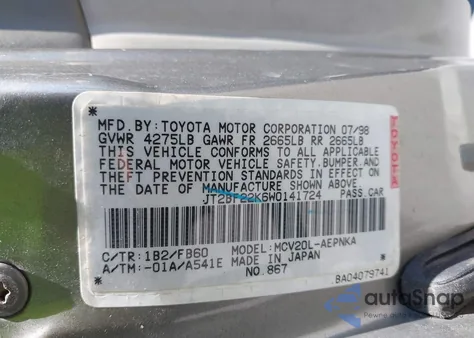 MFD. BY: TOYOTA MOTOR CORPORATION 07/98
GVWR 4275LB GAWR FR 2665LB RR 2665LB
THIS VEHICLE CONFORMS TO ALL APPLICABLE
FEDERAL MOTOR VEHICLE SAFETY, BUMPER, AND
THEFT PREVENTION STANDARDS IN EFFECT ON
THE DATE OF MANUFACTURE SHOWN ABOVE.
JT2BF22K6W0141724 PASS. CAR
C/TR: 1B2/FB60 MODEL: MCV20L-AEPNKA
A/TM: -01A/A541E MADE IN JAPAN
NO. 867
BA04079741
TOYOTA
autoSnap